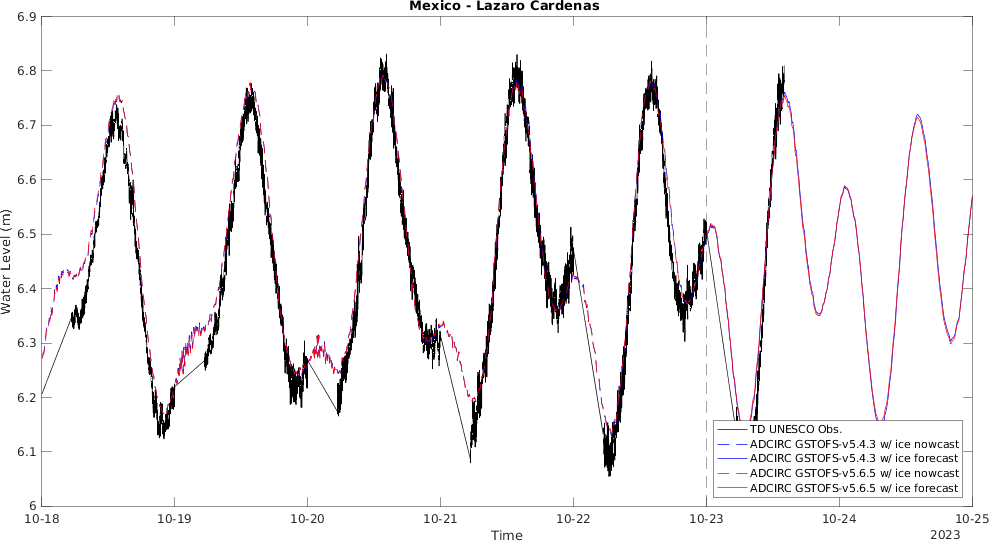 Mexico - Lazaro Cardenas
Water Level (m)
6.9
6.8
6.7
6.6
6.5
6.4
6.3
6.2
6.1
6
TD UNESCO Obs.
ADCIRC GSTOFS-v5.4.3 w/ ice nowcast
ADCIRC GSTOFS-v5.4.3 w/ ice forecast
ADCIRC GSTOFS-v5.6.5 w/ ice nowcast
ADCIRC GSTOFS-v5.6.5 w/ ice forecast
10-18 10-19 10-20 10-21 10-22 10-23 10-24 10-25
Time
2023